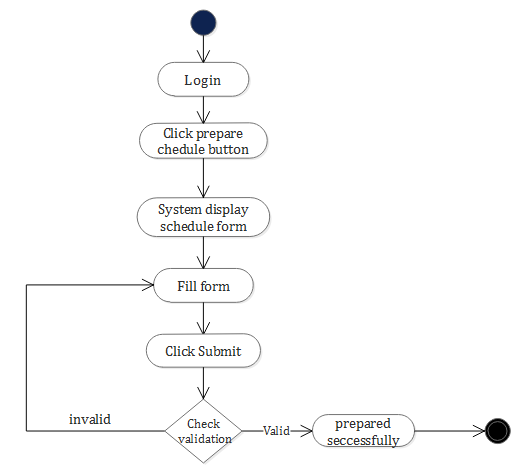 Login
Click prepare
chedule button
System display
schedule form
Fill form
Click Submit
invalid
Check
validation
Valid
prepared
seccessfully